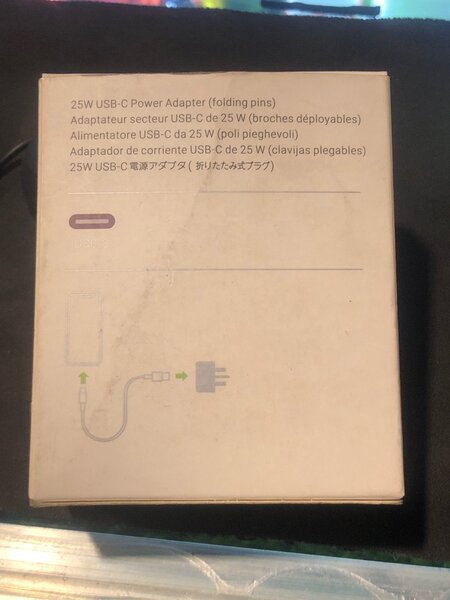 25W USB-C Power Adapter (folding pins)
Adaptateur secteur USB-C de 25 W (broches déployables)
Alimentatore USB-C da 25 W (poli pieghevoli)
Adaptador de corriente USB-C de 25 W (clavijas plegables)
25W USB-C 電源アダプタ ( 折りたたみ式プラグ)